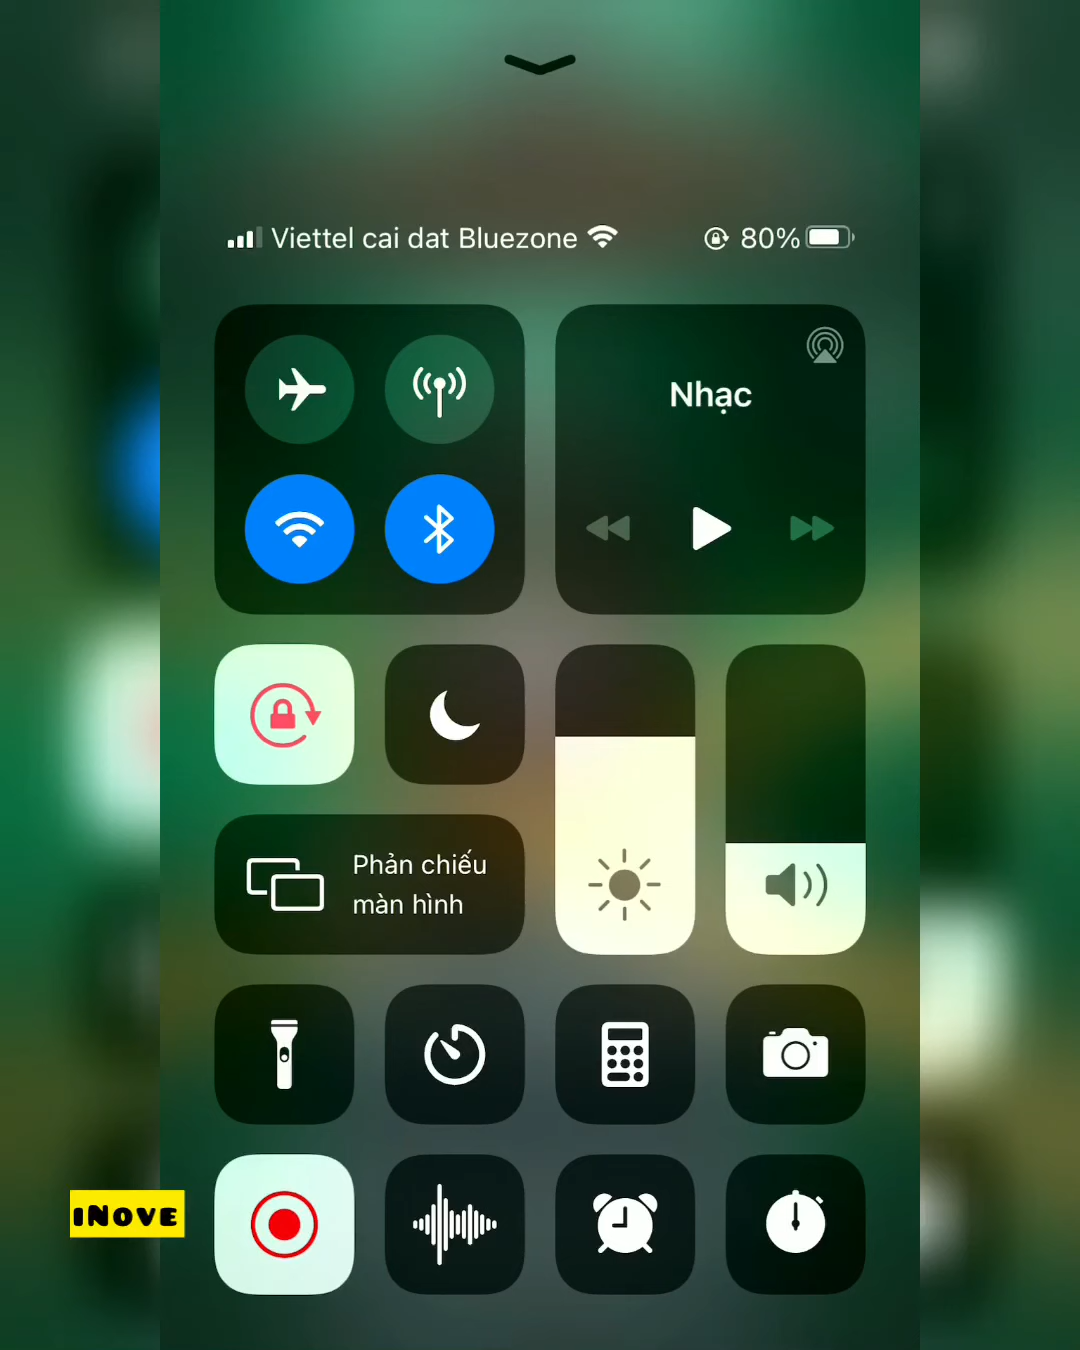 Viettel cai dat Bluezone 80%
Nhạc
Phản chiếu
màn hình
iNOVE